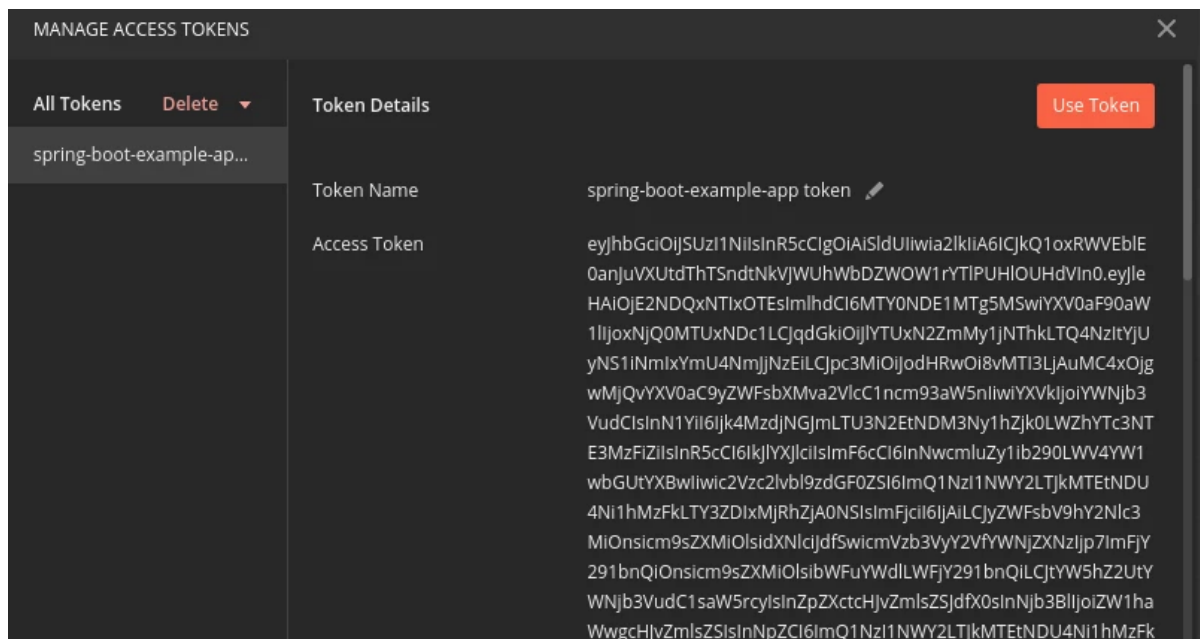 MANAGE ACCESS TOKENS
All Tokens Delete
Token Details
Use Token
spring-boot-example-ap...
Token Name
spring-boot-example-app token
Access Token
eyJhbGciOiJSUzI1NiIsInR5cCIgOiAiSldUIiwia2lkIiA6ICJkQ1oxRWVEblE
0anJuVXUtdThTSndtNkVJWUhWbDZWOW1rYTlPUHlOUHdVIn0.eyJle
HAiOjE2NDQxNTIxOTEsImlhdCI6MTY0NDE1MTg5MSwiYXV0aF90aW
1lIjoxNjQ0MTUxNDc1LCJqdGkiOiJlYTUxN2ZmMy1jNThkLTQ4NzItYjU
yNS1iNmIxYmU4NmJjNzEiLCJpc3MiOiJodHRwOi8vMTI3LjAuMC4xOjg
wMjQvYXV0aC9yZWFsbXMva2VlcC1ncm93aW5nIiwiYXVkIjoiYWNjb3
VudCIsInN1YiI6Ijk4MzdjNGJmLTU3N2EtNDM3Ny1hZjk0LWZhYTc3NT
E3MzFiZiIsInR5cCI6IkJlYXJlciIsImF6cCI6InNwcmluZy1ib290LWV4YW1
wbGUtYXBwIiwic2Vzc2lvbl9zdGF0ZSI6ImQ1NzI1NWY2LTJkMTEtNDU
4Ni1hMzFkLTY3ZDIxMjRhZjA0NSIsImFjciI6IjAiLCJyZWFsbV9hY2Nlc3
MiOnsicm9sZXMiOlsidXNlciJdfSwicmVzb3VyY2VfYWNjZXNzIjp7ImFjY
291bnQiOnsicm9sZXMiOlsibWFuYWdlLWFjY291bnQiLCJtYW5hZ2UtY
WNjb3VudC1saW5rcyIsInZpZXctcHJvZmlsZSJdfX0sInNjb3BlIjoiZW1ha
WwgcHJvZmlsZSIsInNpZCI6ImQ1NzI1NWY2LTJkMTEtNDU4Ni1hMzFk